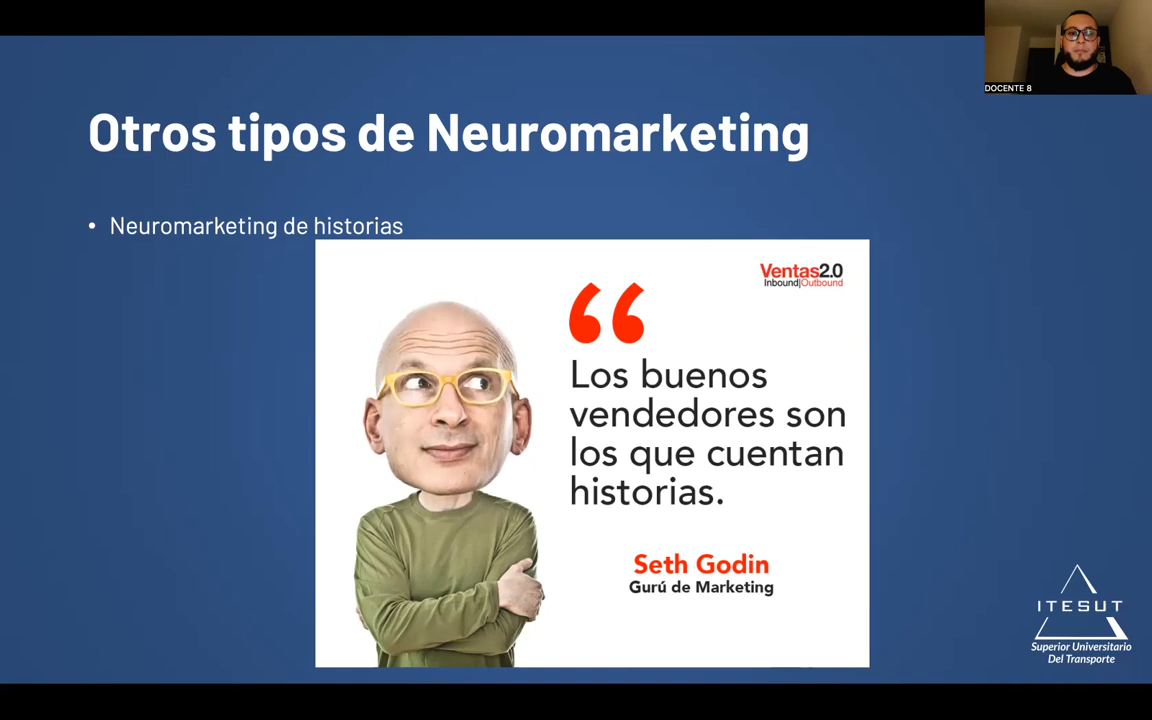 DOCENTE 8
Otros tipos de Neuromarketing
• Neuromarketing de historias
Ventas2.0
Inbound|Outbound
“
Los buenos
vendedores son
los que cuentan
historias.
Seth Godin
Gurú de Marketing
ITESUT
Superior Universitario
Del Transporte